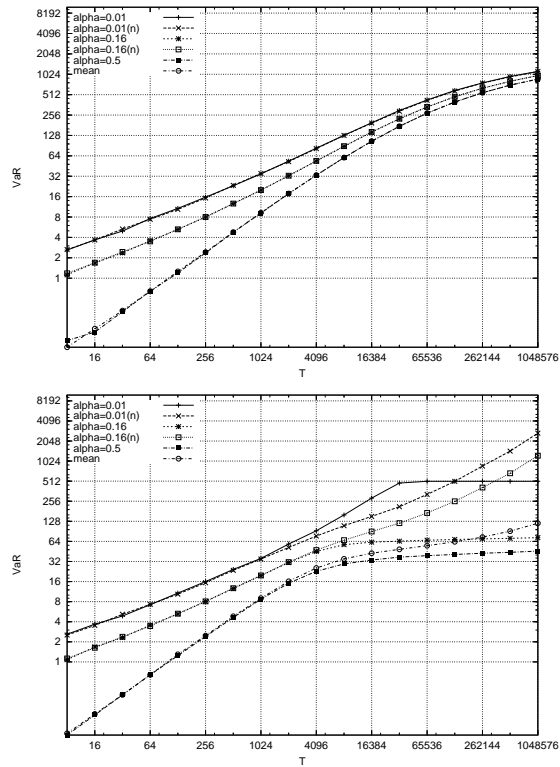 8192
4096
2048
1024
512
256
128
64
32
16
8
4
2
1
VaR
alpha=0.01
alpha=0.01(n)
alpha=0.16
alpha=0.16(n)
alpha=0.5
mean
16 64 256 1024 4096 16384 65536 262144 1048576
T
8192
4096
2048
1024
512
256
128
64
32
16
8
4
2
1
VaR
alpha=0.01
alpha=0.01(n)
alpha=0.16
alpha=0.16(n)
alpha=0.5
mean
16 64 256 1024 4096 16384 65536 262144 1048576
T